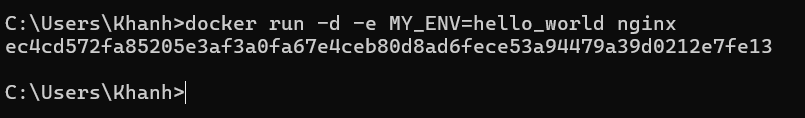 C:\Users\Khanh>docker run -d -e MY_ENV=hello_world nginx
ec4cd572fa85205e3af3a0fa67e4ceb80d8ad6fece53a94479a39d0212e7fe13
C:\Users\Khanh>